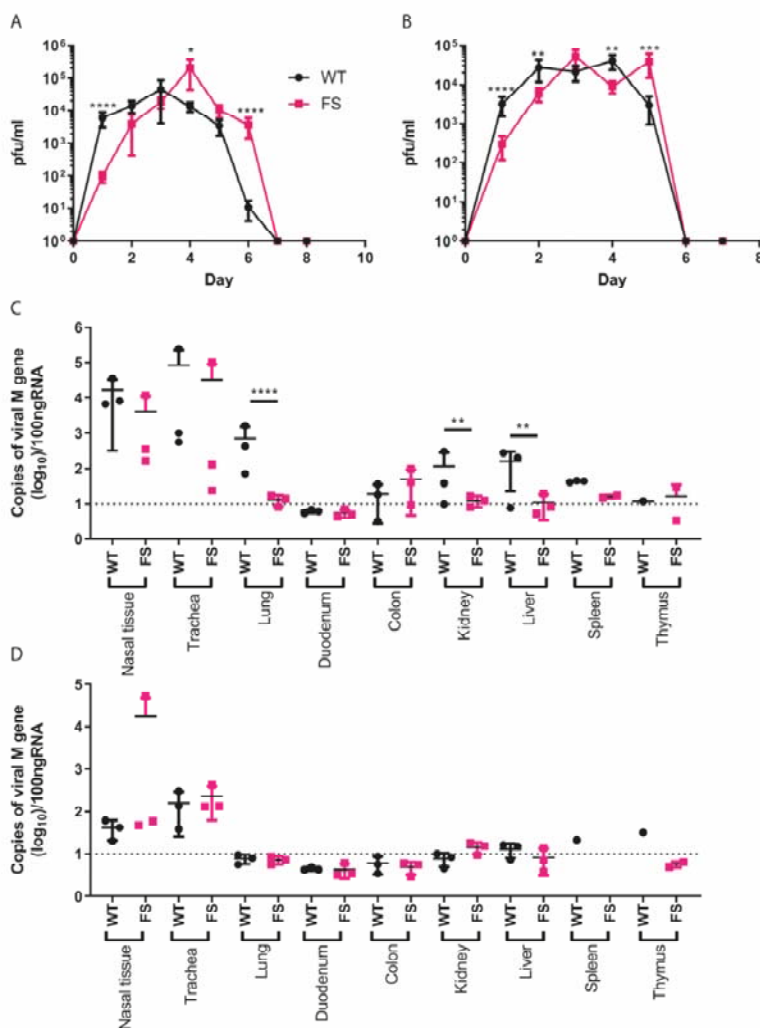 A
B
10⁶
10⁵
10⁴
10³
10²
10¹
10⁰
pfu/ml
****
*
****
WT
FS
0 2 4 6 8 10
Day
10⁵
10⁴
10³
10²
10¹
10⁰
pfu/ml
****
**
**
***
0 2 4 6 8
Day
C
Copies of viral M gene
(log₁₀)/100ngRNA
6
5
4
3
2
1
0
****
**
**
WT FS WT FS WT FS WT FS WT FS WT FS WT FS WT FS WT FS
Nasal tissue
Trachea
Lung
Duodenum
Colon
Kidney
Liver
Spleen
Thymus
D
Copies of viral M gene
(log₁₀)/100ngRNA
5
4
3
2
1
0
WT FS WT FS WT FS WT FS WT FS WT FS WT FS WT FS WT FS
Nasal tissue
Trachea
Lung
Duodenum
Colon
Kidney
Liver
Spleen
Thymus